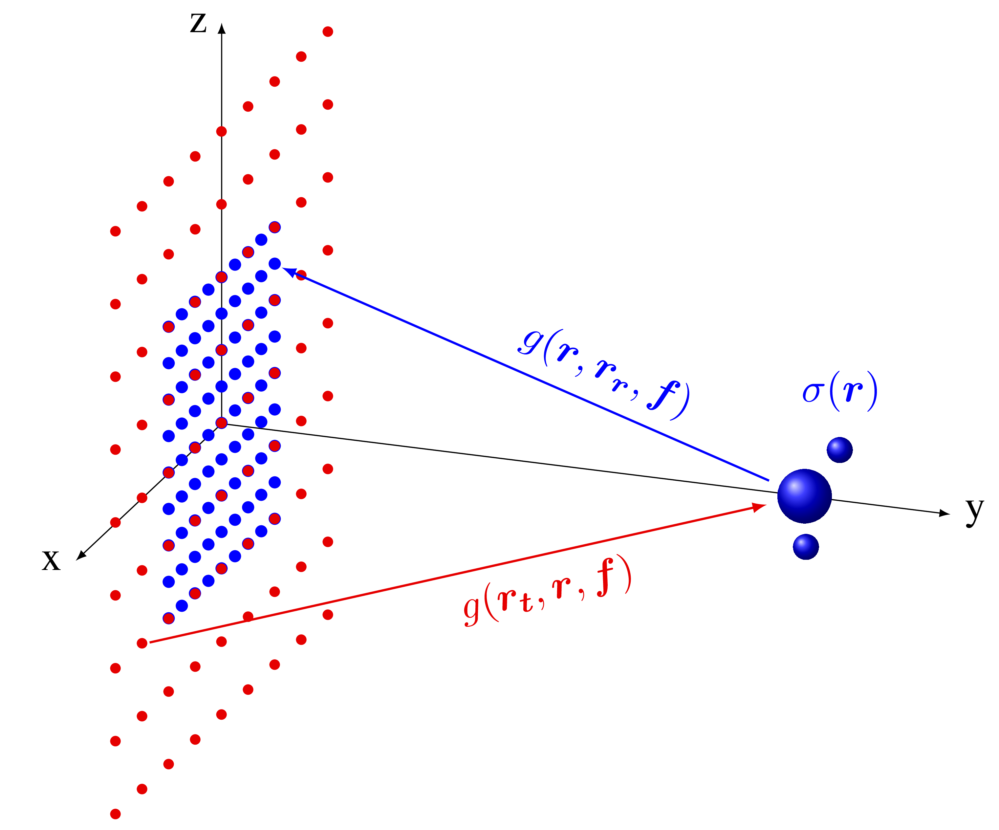 z
g(r, r_r, f)
σ(r)
y
x
g(r_t, r, f)